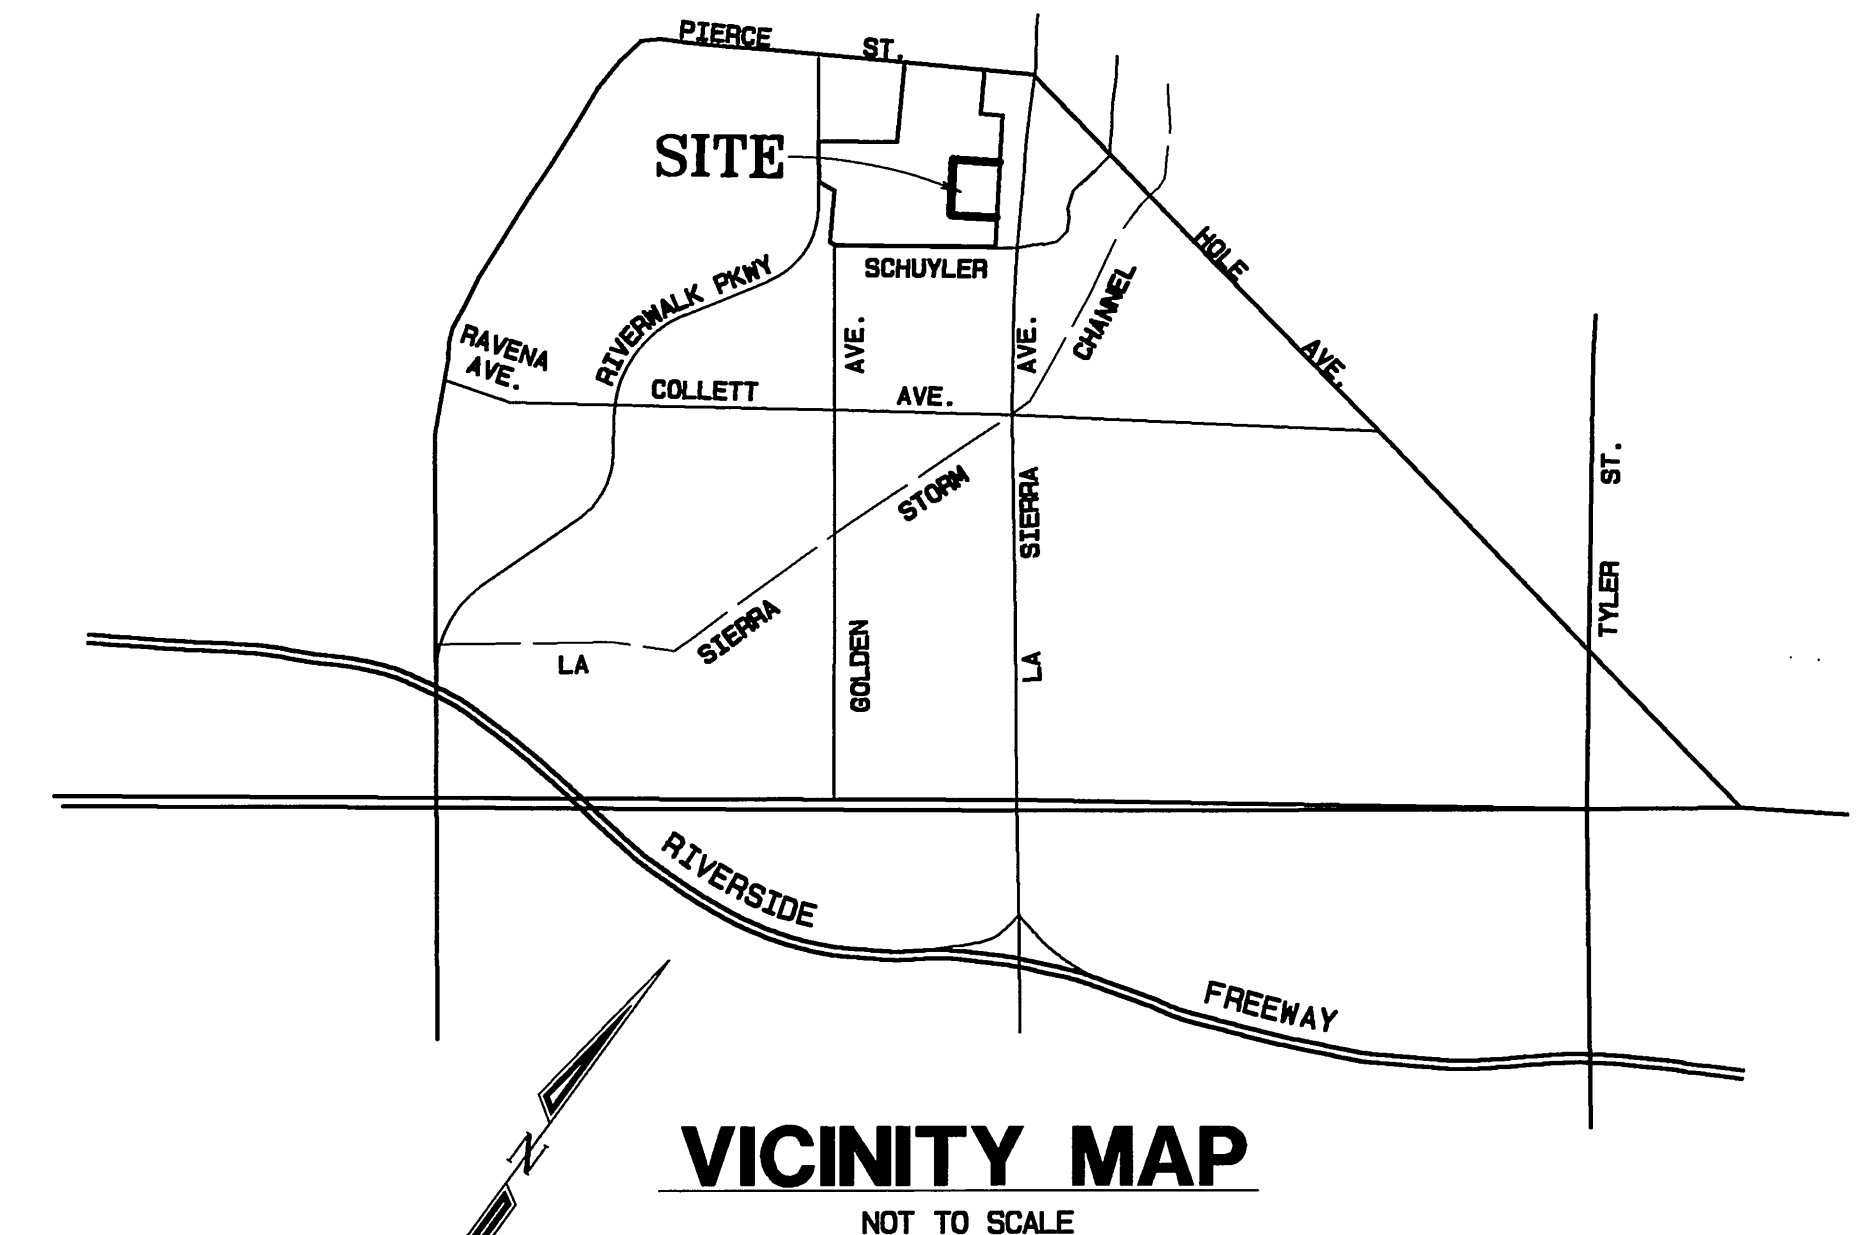 PIERCE ST.
SITE
SCHUYLER AVE.
HOLE AVE.
RIVERWALK PKWY
RAVENA
AVE.
COLLETT AVE.
GOLDEN AVE.
LA SIERRA AVE.
LA SIERRA STORM CHANNEL
TYLER ST.
RIVERSIDE FREEWAY
N
VICINITY MAP
NOT TO SCALE